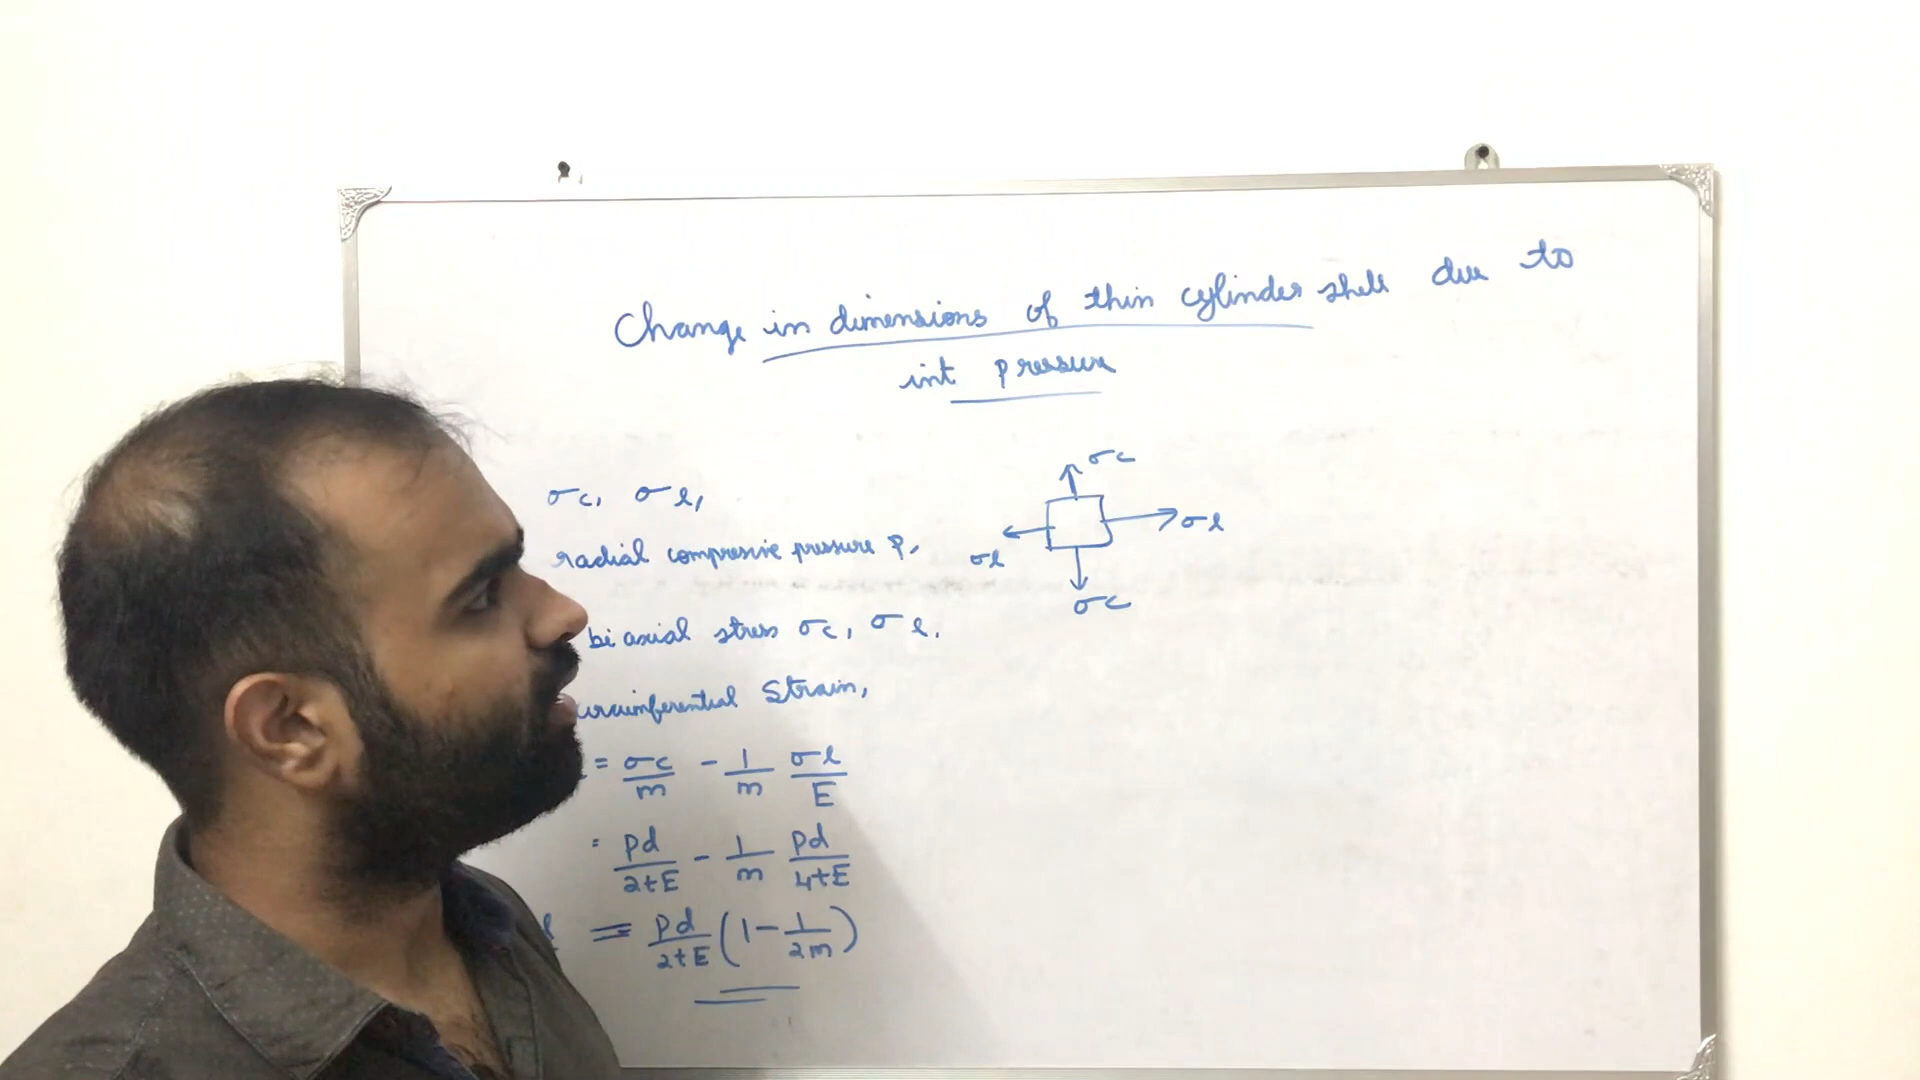 Change in dimensions of thin cylinder shell due to
int pressure
σc, σl,
radial compresive pressure P,
bi axial stress σc, σl.
ircumferential Strain,
= σc/m - 1/m σl/E
= Pd/2tE - 1/m Pd/4tE
= Pd/2tE (1 - 1/2m)
σc
σl
σl
σc